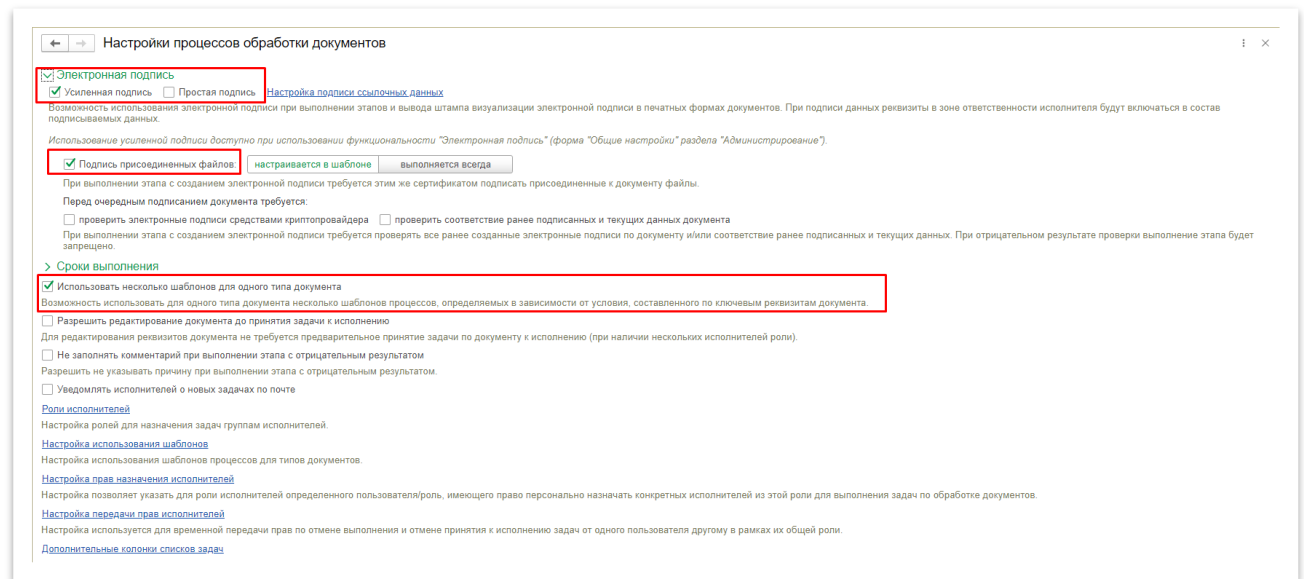 Настройки процессов обработки документов
Электронная подпись
Усиленная подпись Простая подпись Настройка подписи ссылочных данных
Возможность использования электронной подписи при выполнении этапов и вывода штампа визуализации электронной подписи в печатных формах документов. При подписи данных реквизиты в зоне ответственности исполнителя будут включаться в состав
подписываемых данных.
Использование усиленной подписи доступно при использовании функциональности "Электронная подпись" (форма "Общие настройки" раздела "Администрирование").
Подпись присоединенных файлов: настраивается в шаблоне выполняется всегда
При выполнении этапа с созданием электронной подписи требуется этим же сертификатом подписать присоединенные к документу файлы.
Перед очередным подписанием документа требуется:
проверить электронные подписи средствами криптопровайдера проверить соответствие ранее подписанных и текущих данных документа
При выполнении этапа с созданием электронной подписи требуется проверять все ранее созданные электронные подписи по документу и/или соответствие ранее подписанных и текущих данных. При отрицательном результате проверки выполнение этапа будет
запрещено.
Сроки выполнения
Использовать несколько шаблонов для одного типа документа
Возможность использовать для одного типа документа несколько шаблонов процессов, определяемых в зависимости от условия, составленного по ключевым реквизитам документа.
Разрешить редактирование документа до принятия задачи к исполнению
Для редактирования реквизитов документа не требуется предварительное принятие задачи по документу к исполнению (при наличии нескольких исполнителей роли).
Не заполнять комментарий при выполнении этапа с отрицательным результатом
Разрешить не указывать причину при выполнении этапа с отрицательным результатом.
Уведомлять исполнителей о новых задачах по почте
Роли исполнителей
Настройка ролей для назначения задач группам исполнителей.
Настройка использования шаблонов
Настройка использования шаблонов процессов для типов документов.
Настройка прав назначения исполнителей
Настройка позволяет указать для роли исполнителей определенного пользователя/роль, имеющего право персонально назначать конкретных исполнителей из этой роли для выполнения задач по обработке документов.
Настройка передачи прав исполнителей
Настройка используется для временной передачи прав по отмене выполнения и отмене принятия к исполнению задач от одного пользователя другому в рамках их общей роли.
Дополнительные колонки списков задач